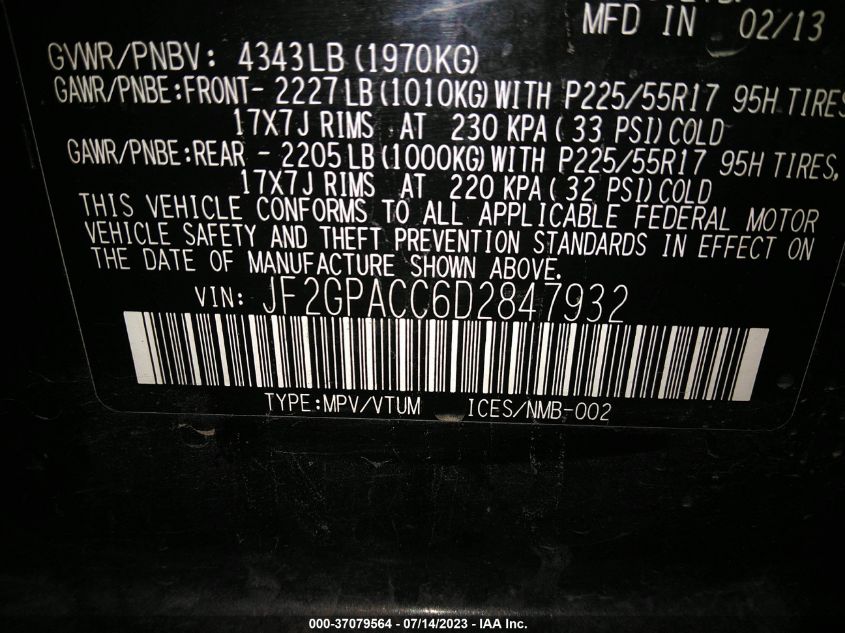 MFD IN 02/13
GVWR/PNBV: 4343LB (1970KG)
GAWR/PNBE:FRONT- 2227 LB (1010KG) WITH P225/55R17 95H TIRES
17X7J RIMS AT 230 KPA ( 33 PSI) COLD
GAWR/PNBE:REAR - 2205 LB (1000KG) WITH P225/55R17 95H TIRES,
17X7J RIMS AT 220 KPA ( 32 PSI) COLD
THIS VEHICLE CONFORMS TO ALL APPLICABLE FEDERAL MOTOR
VEHICLE SAFETY AND THEFT PREVENTION STANDARDS IN EFFECT ON
THE DATE OF MANUFACTURE SHOWN ABOVE.
VIN: JF2GPACC6D2847932
TYPE:MPV/VTUM ICES/NMB-002
000-37079564 - 07/14/2023 - IAA Inc.